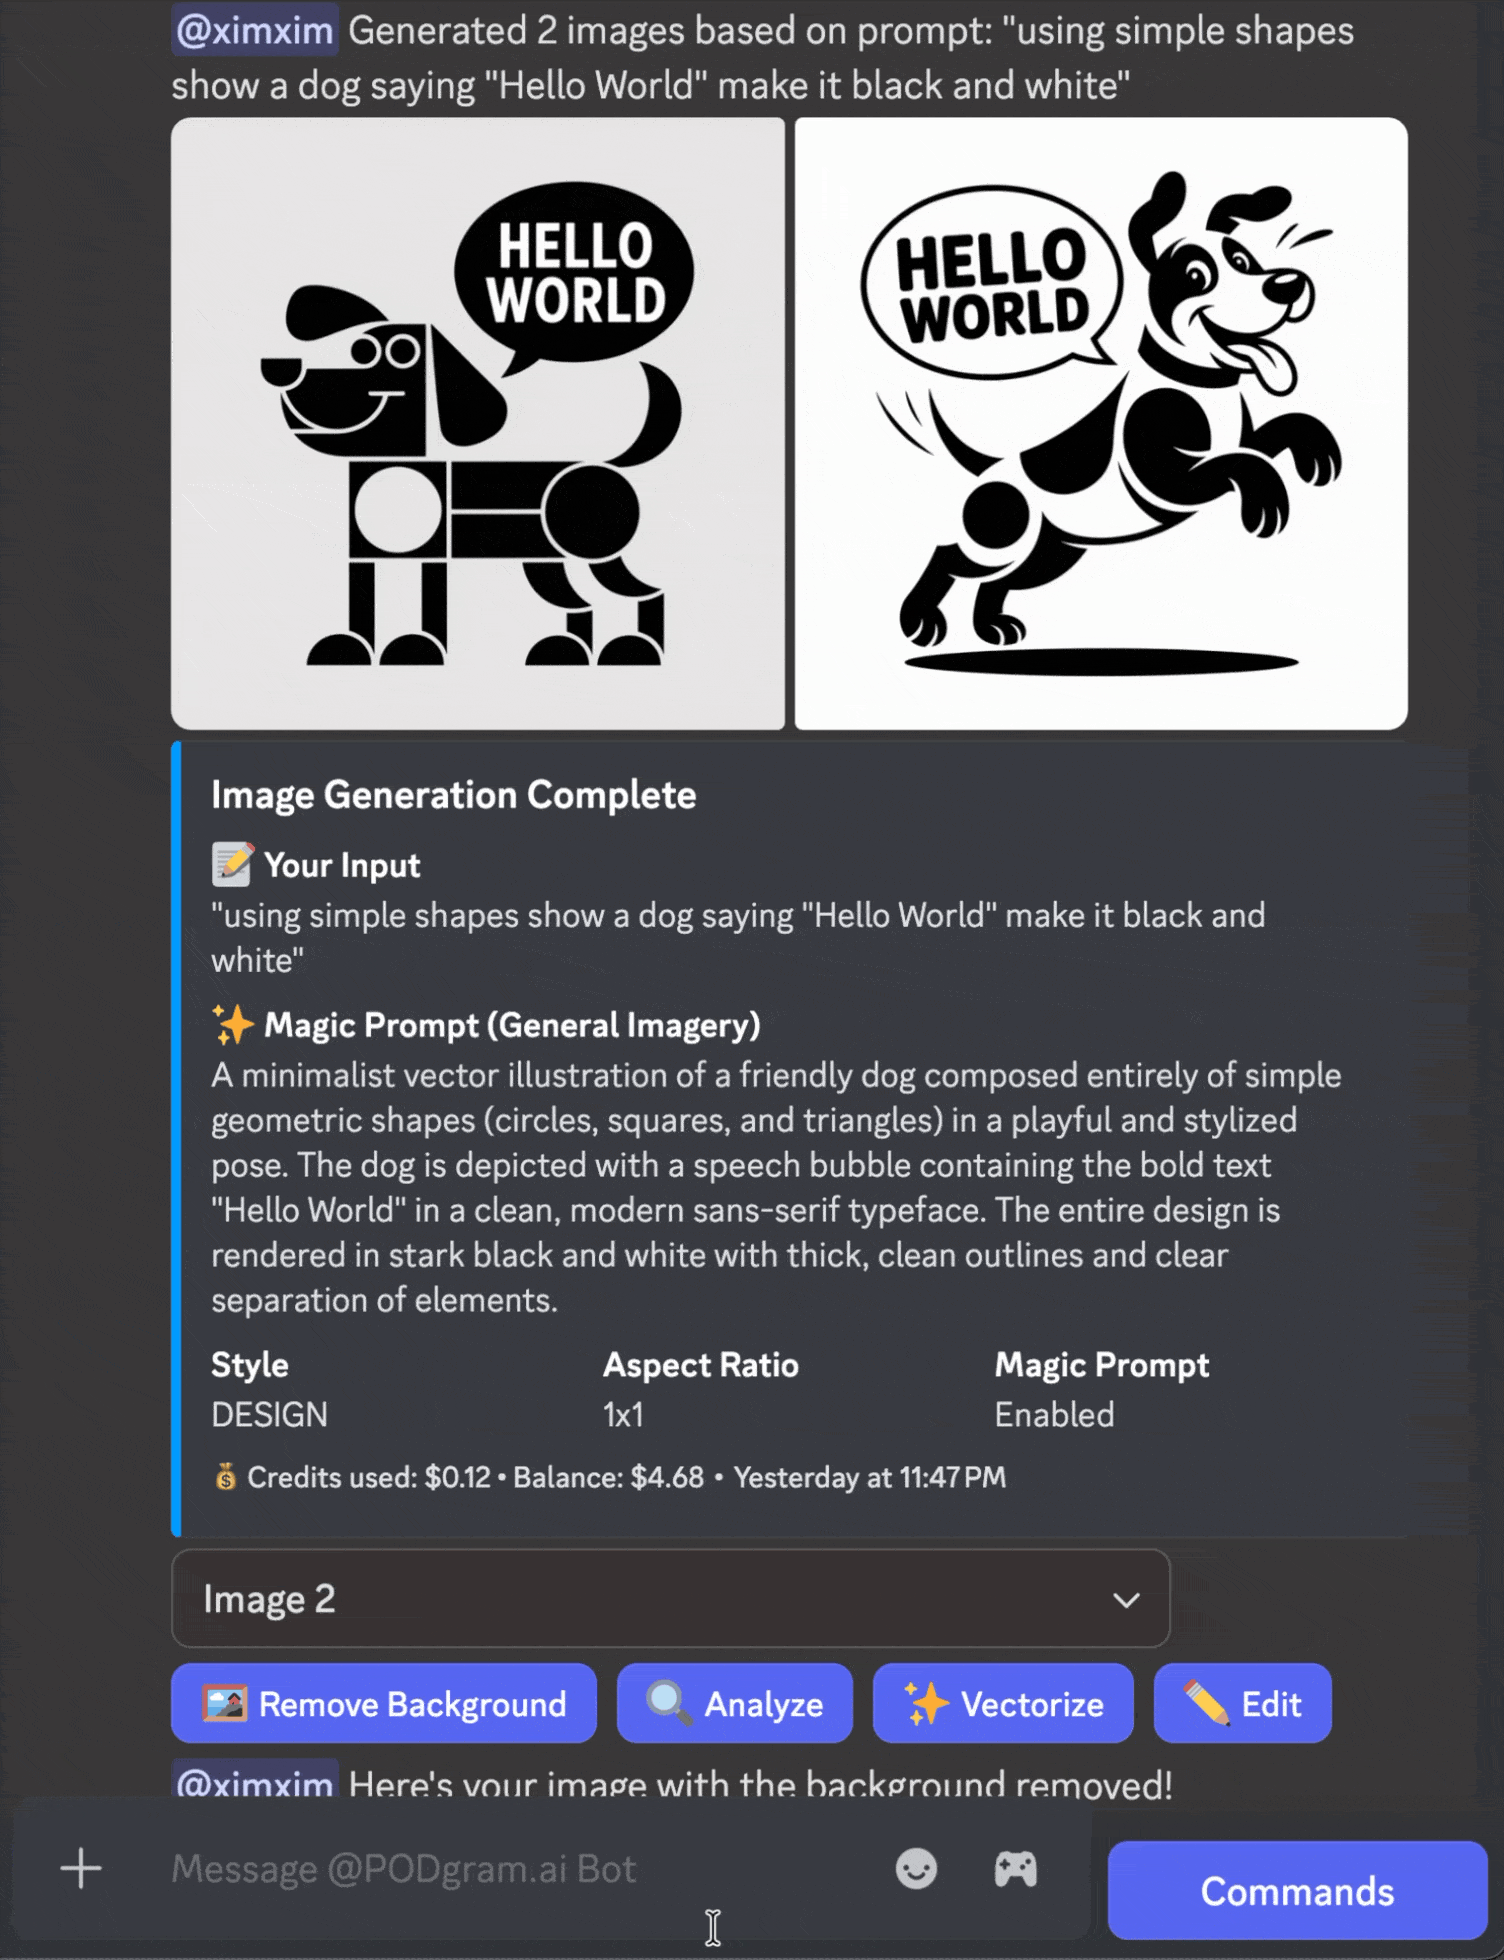 @ximxim Generated 2 images based on prompt: "using simple shapes
show a dog saying "Hello World" make it black and white"
HELLO
WORLD
HELLO
WORLD
Image Generation Complete
📝 Your Input
"using simple shapes show a dog saying "Hello World" make it black and
white"
✨ Magic Prompt (General Imagery)
A minimalist vector illustration of a friendly dog composed entirely of simple
geometric shapes (circles, squares, and triangles) in a playful and stylized
pose. The dog is depicted with a speech bubble containing the bold text
"Hello World" in a clean, modern sans-serif typeface. The entire design is
rendered in stark black and white with thick, clean outlines and clear
separation of elements.
Style Aspect Ratio Magic Prompt
DESIGN 1x1 Enabled
💰 Credits used: $0.12 • Balance: $4.68 • Yesterday at 11:47 PM
Image 2
🖼️ Remove Background 🔍 Analyze ✨ Vectorize ✏️ Edit
@ximxim Here's your image with the background removed!
Message @PODgram.ai Bot
Commands